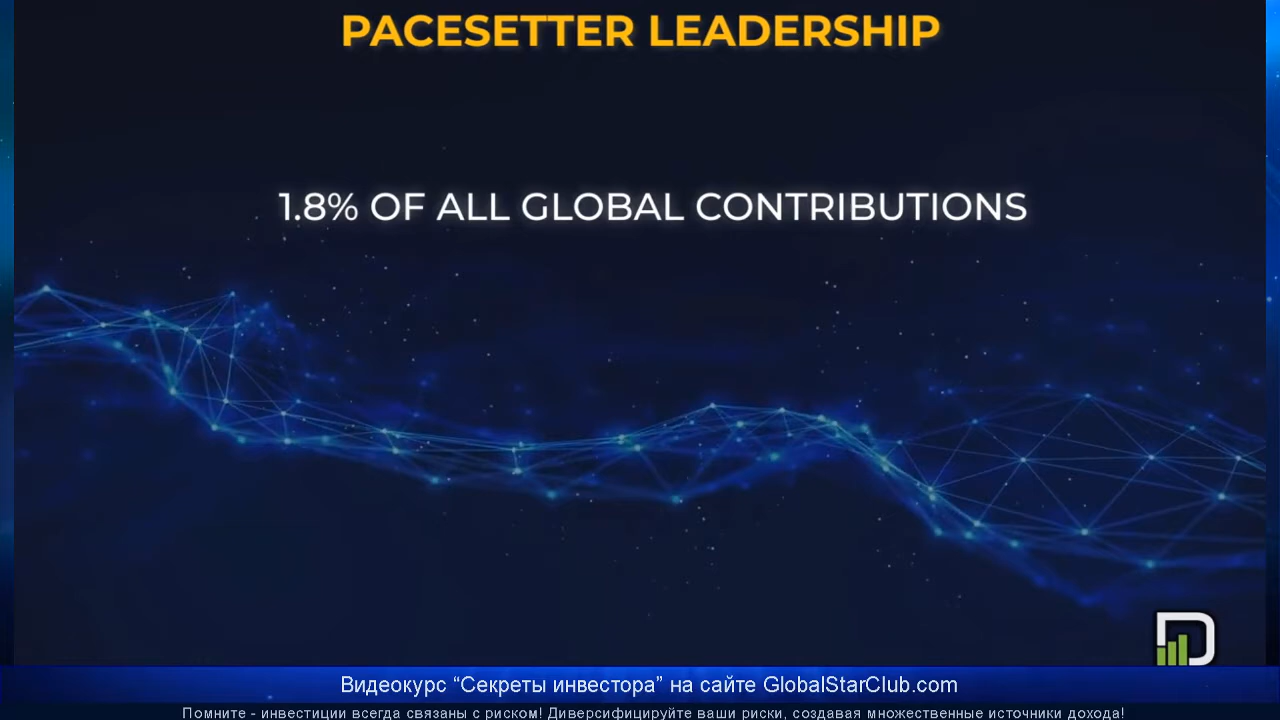 PACESETTER LEADERSHIP
1.8% OF ALL GLOBAL CONTRIBUTIONS
Видеокурс “Секреты инвестора” на сайте GlobalStarClub.com
Помните - инвестиции всегда связаны с риском! Диверсифицируйте ваши риски, создавая множественные источники дохода!